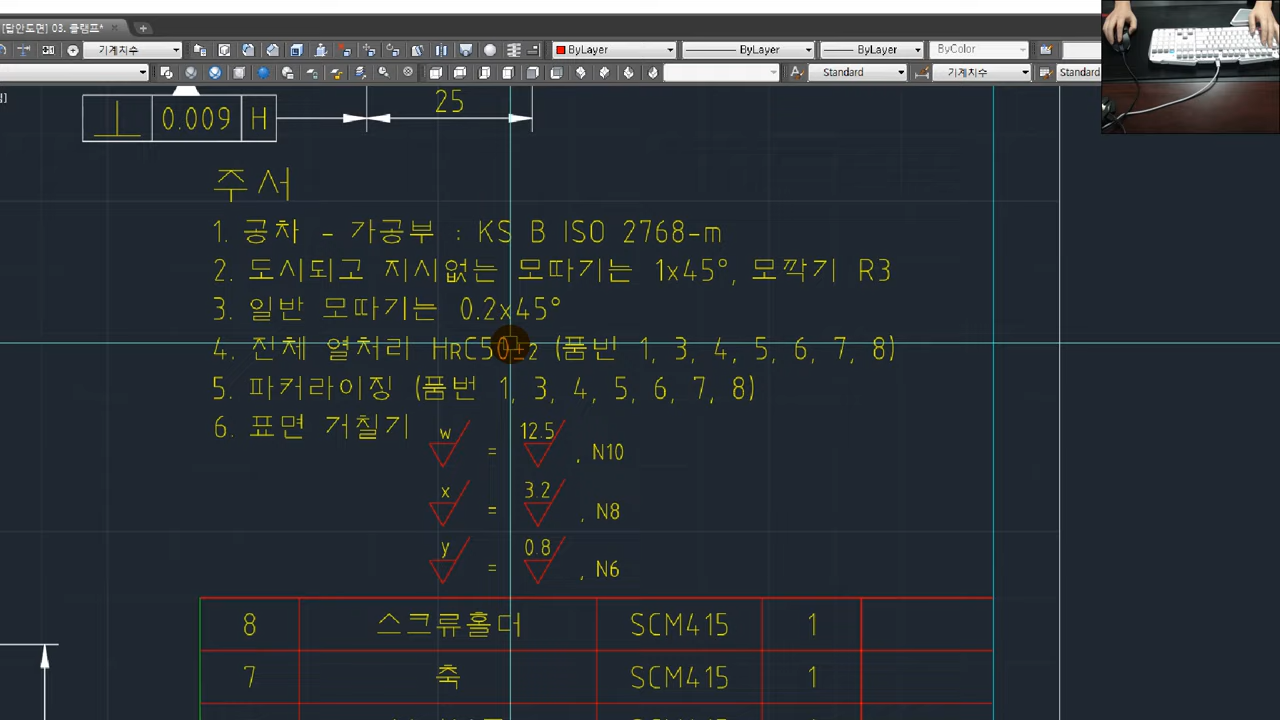 [답안도면] 03. 클램프*
기계치수 ByLayer ByLayer ByLayer ByColor
Standard 기계치수 Standard
0.009 H 25
주서
1. 공차 - 가공부 : KS B ISO 2768-m
2. 도시되고 지시없는 모따기는 1x45°, 모깍기 R3
3. 일반 모따기는 0.2x45°
4. 전체 열처리 HRC50±2 (품번 1, 3, 4, 5, 6, 7, 8)
5. 파커라이징 (품번 1, 3, 4, 5, 6, 7, 8)
6. 표면 거칠기
w = 12.5 , N10
x = 3.2 , N8
y = 0.8 , N6
8 스크류홀더 SCM415 1
7 축 SCM415 1